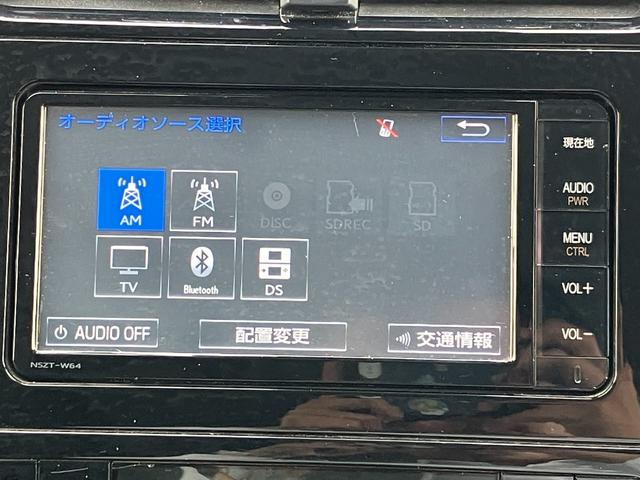 オーディオソース選択
現在地
AUDIO
PWR
AM
FM
DISC
SDREC
SD
MENU
CTRL
TV
Bluetooth
DS
VOL+
AUDIO OFF
配置変更
交通情報
VOL-
NSZT-W64